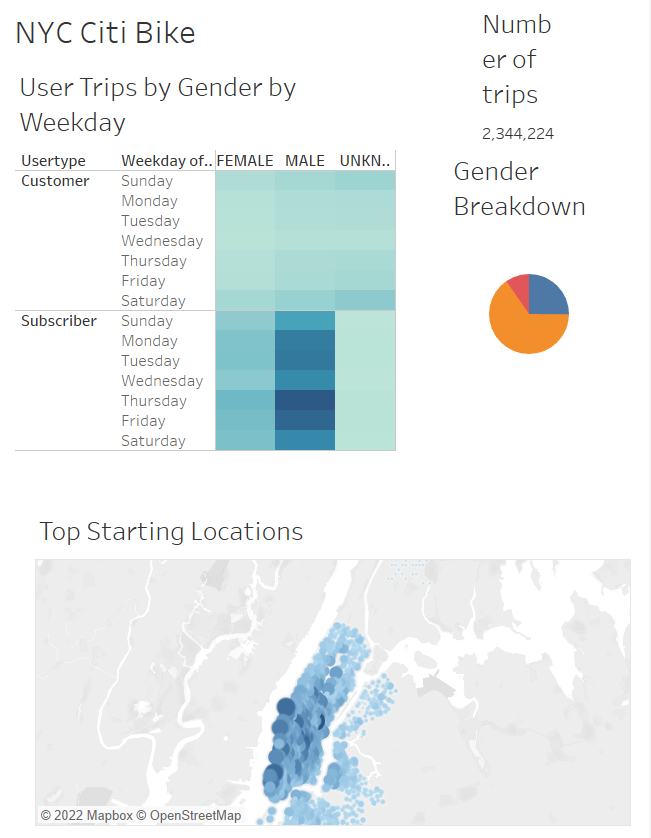 NYC Citi Bike
User Trips by Gender by
Weekday
Usertype Weekday of.. FEMALE MALE UNKN..
Customer Sunday
Monday
Tuesday
Wednesday
Thursday
Friday
Saturday
Subscriber Sunday
Monday
Tuesday
Wednesday
Thursday
Friday
Saturday
Numb
er of
trips
2,344,224
Gender
Breakdown
Top Starting Locations
© 2022 Mapbox © OpenStreetMap